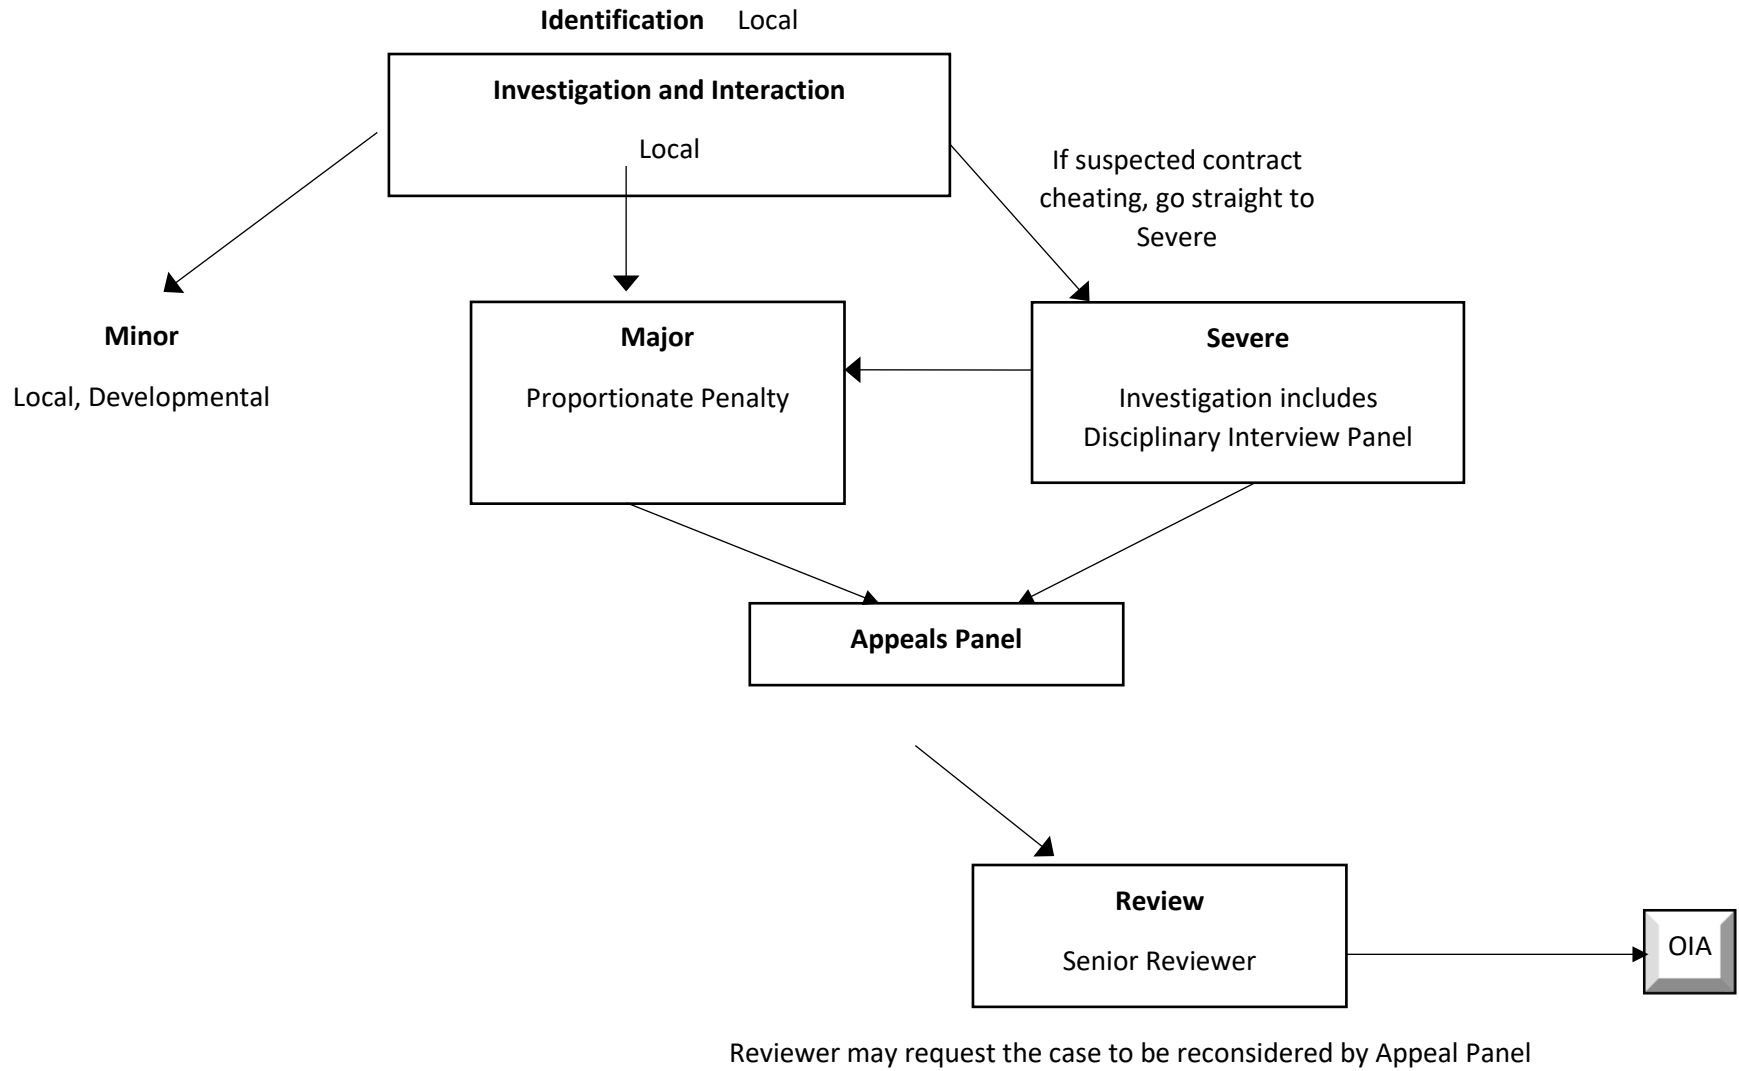 Identification Local
Investigation and Interaction
Local
If suspected contract
cheating, go straight to
Severe
Minor
Local, Developmental
Major
Proportionate Penalty
Severe
Investigation includes
Disciplinary Interview Panel
Appeals Panel
Review
Senior Reviewer
OIA
Reviewer may request the case to be reconsidered by Appeal Panel